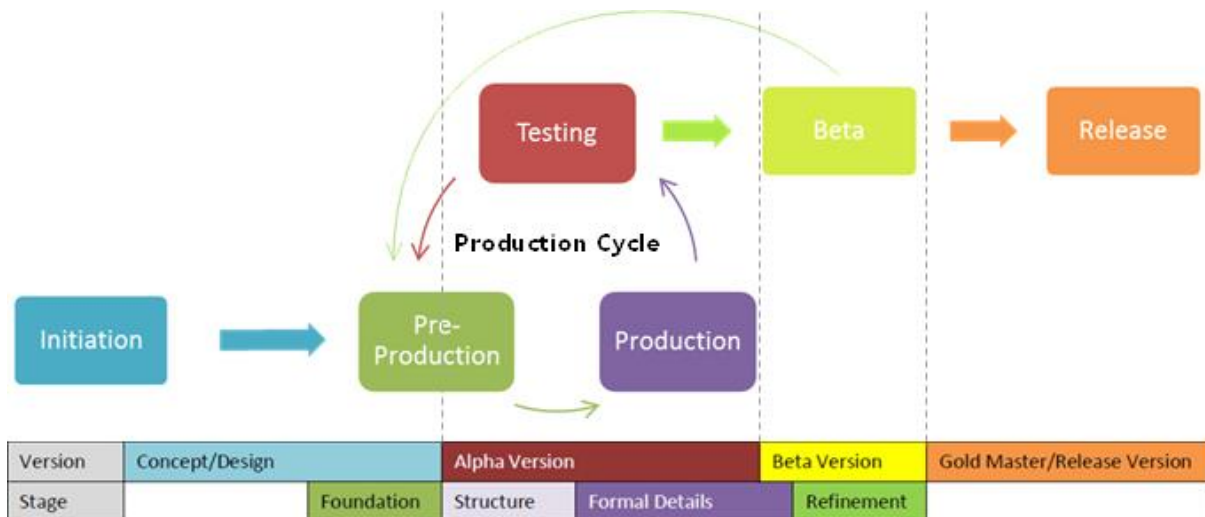 Testing
Beta
Release
Production Cycle
Initiation
Pre-
Production
Production
Version Concept/Design Alpha Version Beta Version Gold Master/Release Version
Stage Foundation Structure Formal Details Refinement